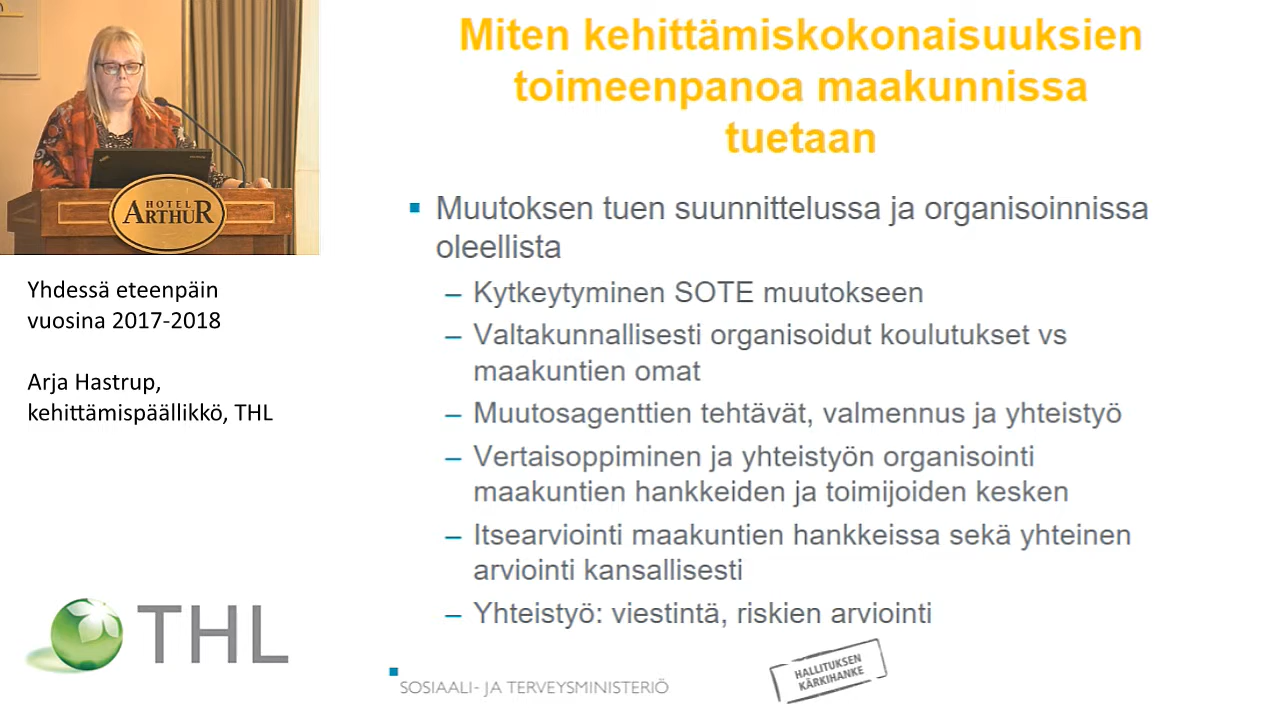 Miten kehittämiskokonaisuuksien
toimeenpanoa maakunnissa
tuetaan
HOTEL
ARTHUR
Yhdessä eteenpäin
vuosina 2017-2018
Arja Hastrup,
kehittämispäällikkö, THL
THL
Muutoksen tuen suunnittelussa ja organisoinnissa
oleellista
– Kytkeytyminen SOTE muutokseen
– Valtakunnallisesti organisoidut koulutukset vs
maakuntien omat
– Muutosagenttien tehtävät, valmennus ja yhteistyö
– Vertaisoppiminen ja yhteistyön organisointi
maakuntien hankkeiden ja toimijoiden kesken
– Itsearviointi maakuntien hankkeissa sekä yhteinen
arviointi kansallisesti
– Yhteistyö: viestintä, riskien arviointi
SOSIAALI- JA TERVEYSMINISTERIÖ
HALLITUKSEN
KÄRKIHANKE